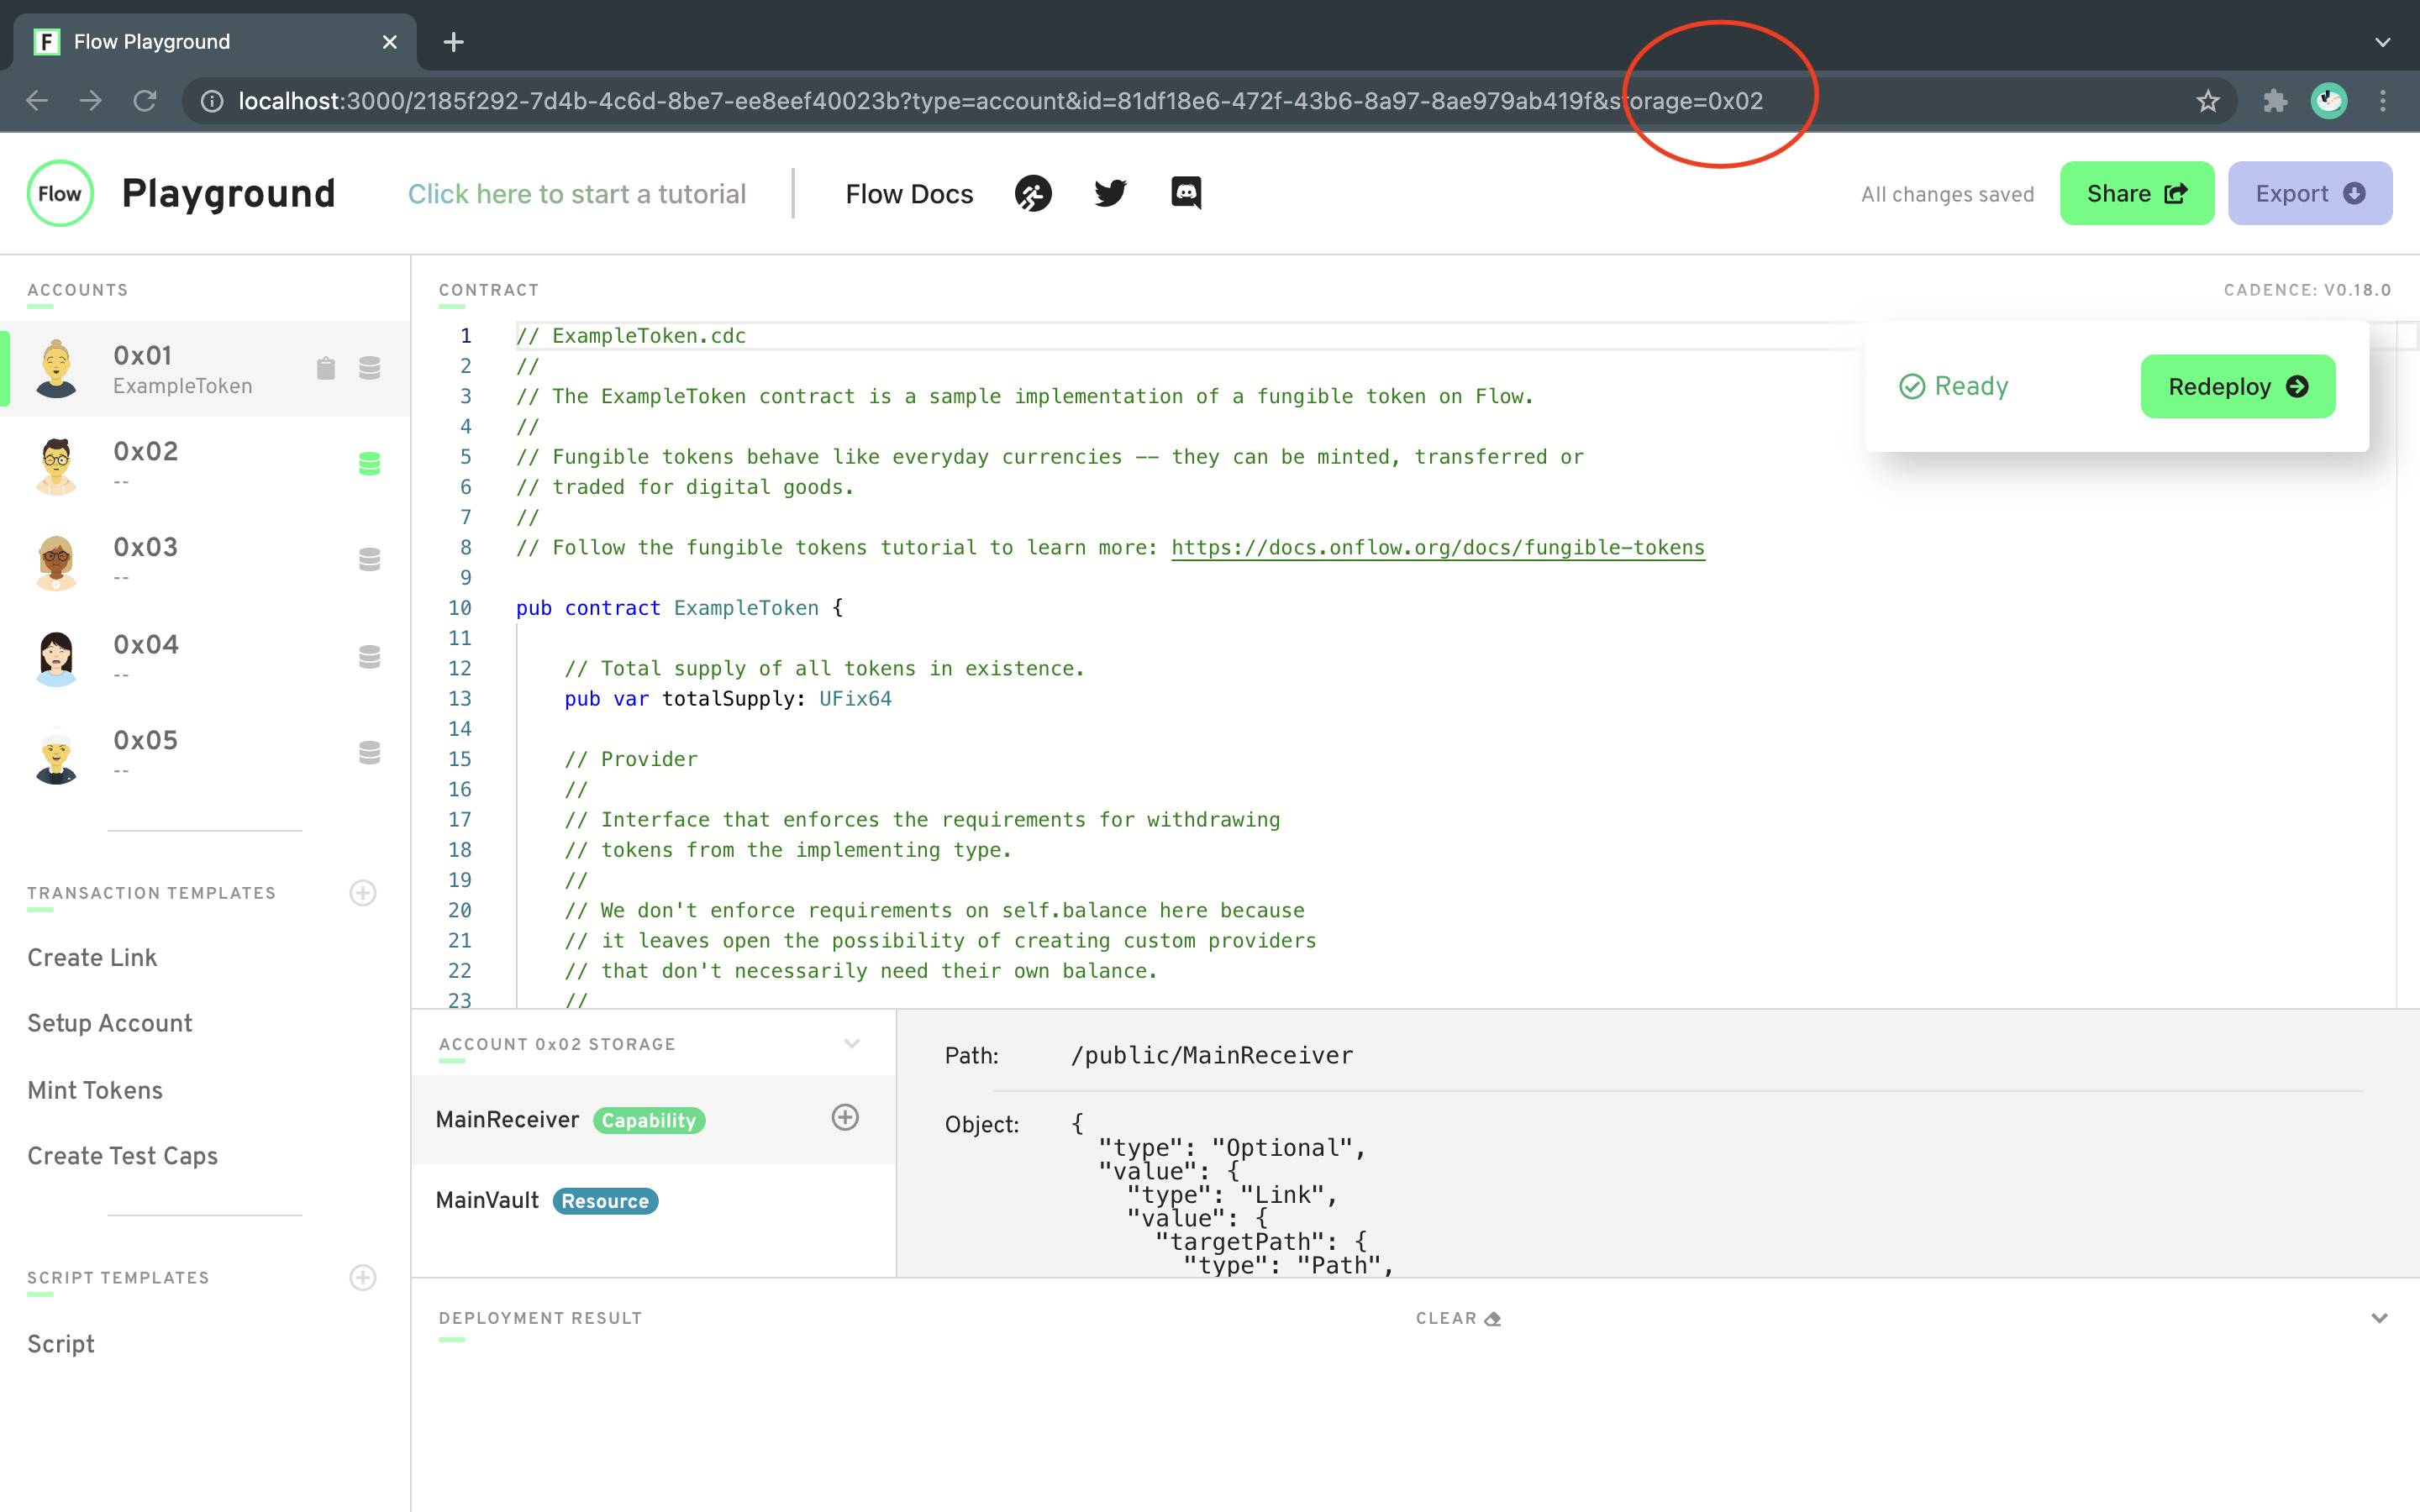 F Flow Playground
localhost:3000/2185f292-7d4b-4c6d-8be7-ee8eef40023b?type=account&id=81df18e6-472f-43b6-8a97-8ae979ab419f&storage=0x02
Flow Playground
Click here to start a tutorial
Flow Docs
All changes saved
Share
Export
ACCOUNTS
0x01
ExampleToken
0x02
--
0x03
--
0x04
--
0x05
--
TRANSACTION TEMPLATES
Create Link
Setup Account
Mint Tokens
Create Test Caps
SCRIPT TEMPLATES
Script
CONTRACT
CADENCE: V0.18.0
Ready
Redeploy
1 // ExampleToken.cdc
2 //
3 // The ExampleToken contract is a sample implementation of a fungible token on Flow.
4 //
5 // Fungible tokens behave like everyday currencies -- they can be minted, transferred or
6 // traded for digital goods.
7 //
8 // Follow the fungible tokens tutorial to learn more: https://docs.onflow.org/docs/fungible-tokens
9
10 pub contract ExampleToken {
11
12 // Total supply of all tokens in existence.
13 pub var totalSupply: UFix64
14
15 // Provider
16 //
17 // Interface that enforces the requirements for withdrawing
18 // tokens from the implementing type.
19 //
20 // We don't enforce requirements on self.balance here because
21 // it leaves open the possibility of creating custom providers
22 // that don't necessarily need their own balance.
23 //
ACCOUNT 0x02 STORAGE
MainReceiver Capability
MainVault Resource
Path: /public/MainReceiver
Object: {
"type": "Optional",
"value": {
"type": "Link",
"value": {
"targetPath": {
"type": "Path",
DEPLOYMENT RESULT
CLEAR